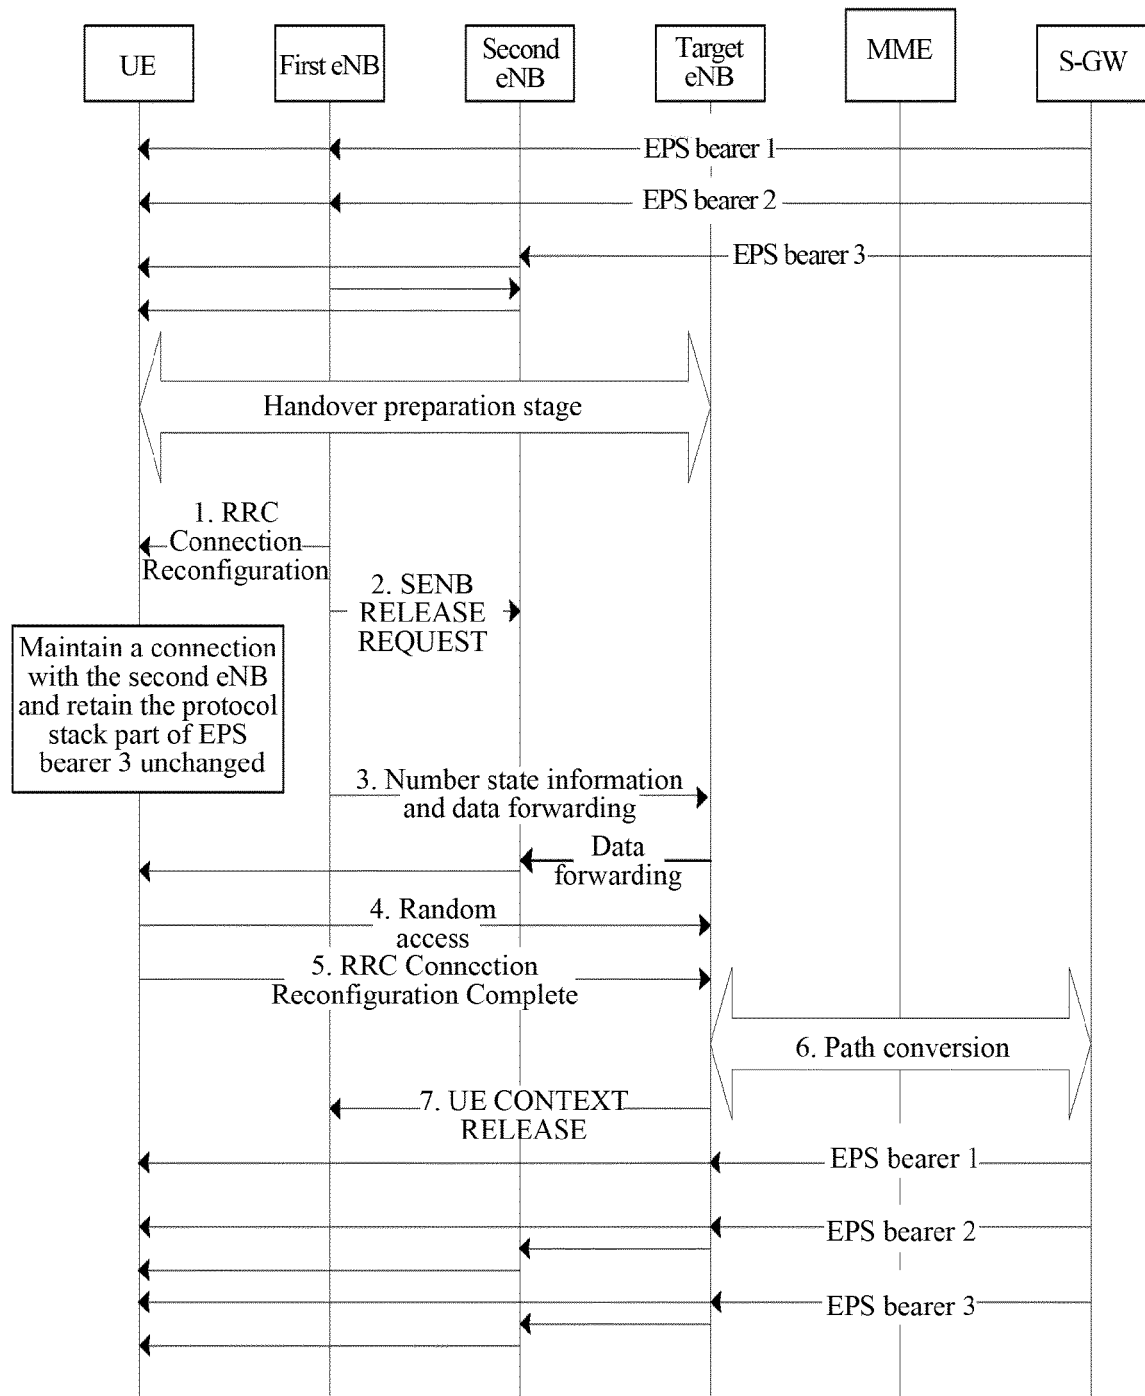 UE
First eNB
Second
eNB
Target
eNB
MME
S-GW
EPS bearer 1
EPS bearer 2
EPS bearer 3
Handover preparation stage
1. RRC
Connection
Reconfiguration
2. SENB
RELEASE
REQUEST
Maintain a connection
with the second eNB
and retain the protocol
stack part of EPS
bearer 3 unchanged
3. Number state information
and data forwarding
Data
forwarding
4. Random
access
5. RRC Connection
Reconfiguration Complete
6. Path conversion
7. UE CONTEXT
RELEASE
EPS bearer 1
EPS bearer 2
EPS bearer 3